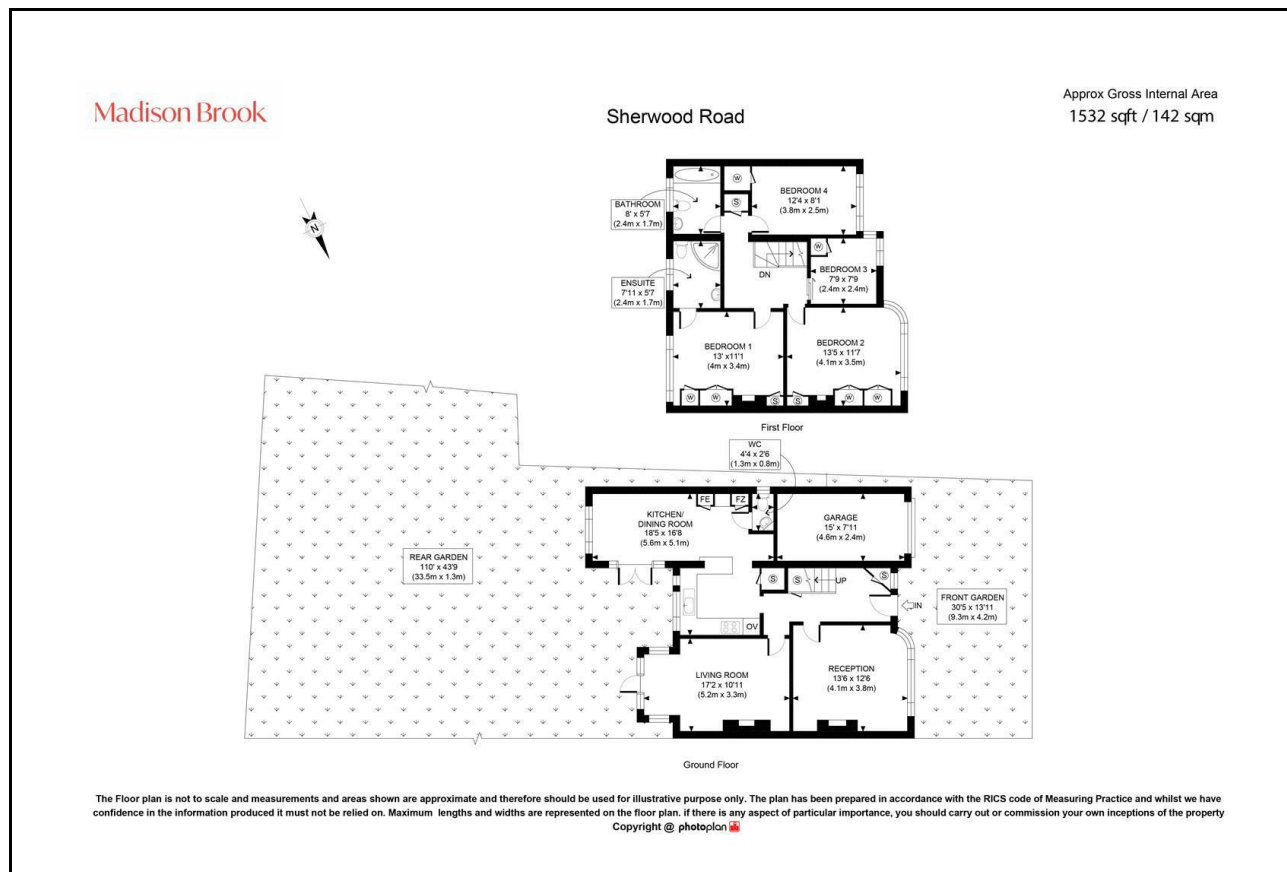 Madison Brook
Sherwood Road
Approx Gross Internal Area
1532 sqft / 142 sqm
N
BATHROOM
8' x 5'7
(2.4m x 1.7m)
W
S
BEDROOM 4
12'4 x 8'1
(3.8m x 2.5m)
ENSUITE
7'11 x 5'7
(2.4m x 1.7m)
DN
W
BEDROOM 3
7'9 x 7'9
(2.4m x 2.4m)
BEDROOM 1
13' x11'1
(4m x 3.4m)
BEDROOM 2
13'5 x 11'7
(4.1m x 3.5m)
W
W
S
S
W
W
First Floor
WC
4'4 x 2'6
(1.3m x 0.8m)
FE
FZ
KITCHEN/
DINING ROOM
18'5 x 16'8
(5.6m x 5.1m)
GARAGE
15' x 7'11
(4.6m x 2.4m)
REAR GARDEN
110' x 43'9
(33.5m x 1.3m)
S
S
UP
S
IN
FRONT GARDEN
30'5 x 13'11
(9.3m x 4.2m)
OV
LIVING ROOM
17'2 x 10'11
(5.2m x 3.3m)
RECEPTION
13'6 x 12'6
(4.1m x 3.8m)
Ground Floor
The Floor plan is not to scale and measurements and areas shown are approximate and therefore should be used for illustrative purpose only. The plan has been prepared in accordance with the RICS code of Measuring Practice and whilst we have
confidence in the information produced it must not be relied on. Maximum lengths and widths are represented on the floor plan. if there is any aspect of particular importance, you should carry out or commission your own inceptions of the property
Copyright @ photoplan